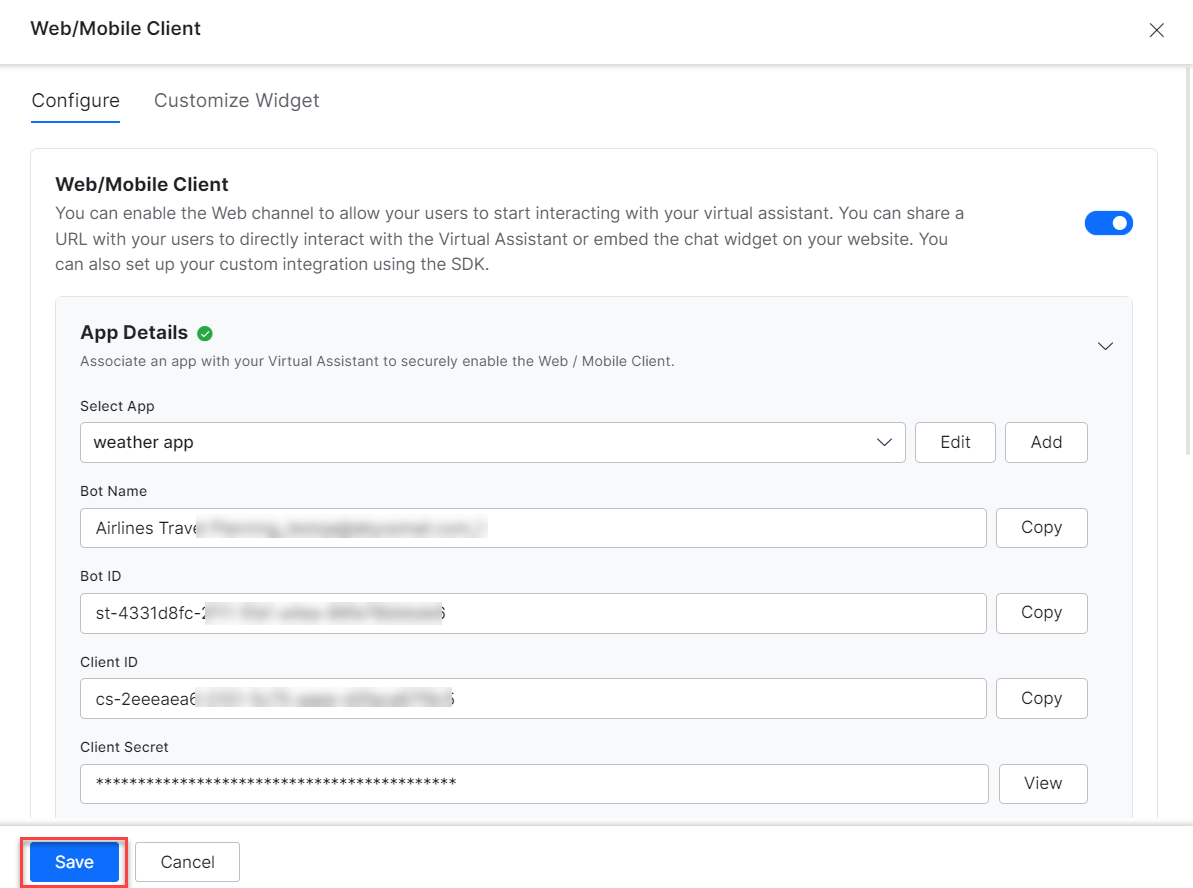 Web/Mobile Client
Configure
Customize Widget
Web/Mobile Client
You can enable the Web channel to allow your users to start interacting with your virtual assistant. You can share a
URL with your users to directly interact with the Virtual Assistant or embed the chat widget on your website. You
can also set up your custom integration using the SDK.
App Details
Associate an app with your Virtual Assistant to securely enable the Web / Mobile Client.
Select App
weather app
Edit
Add
Bot Name
Airlines
Copy
Bot ID
st-4331d8fc-
Copy
Client ID
cs-2eeeaea
Copy
Client Secret
*******************************************
View
Save
Cancel